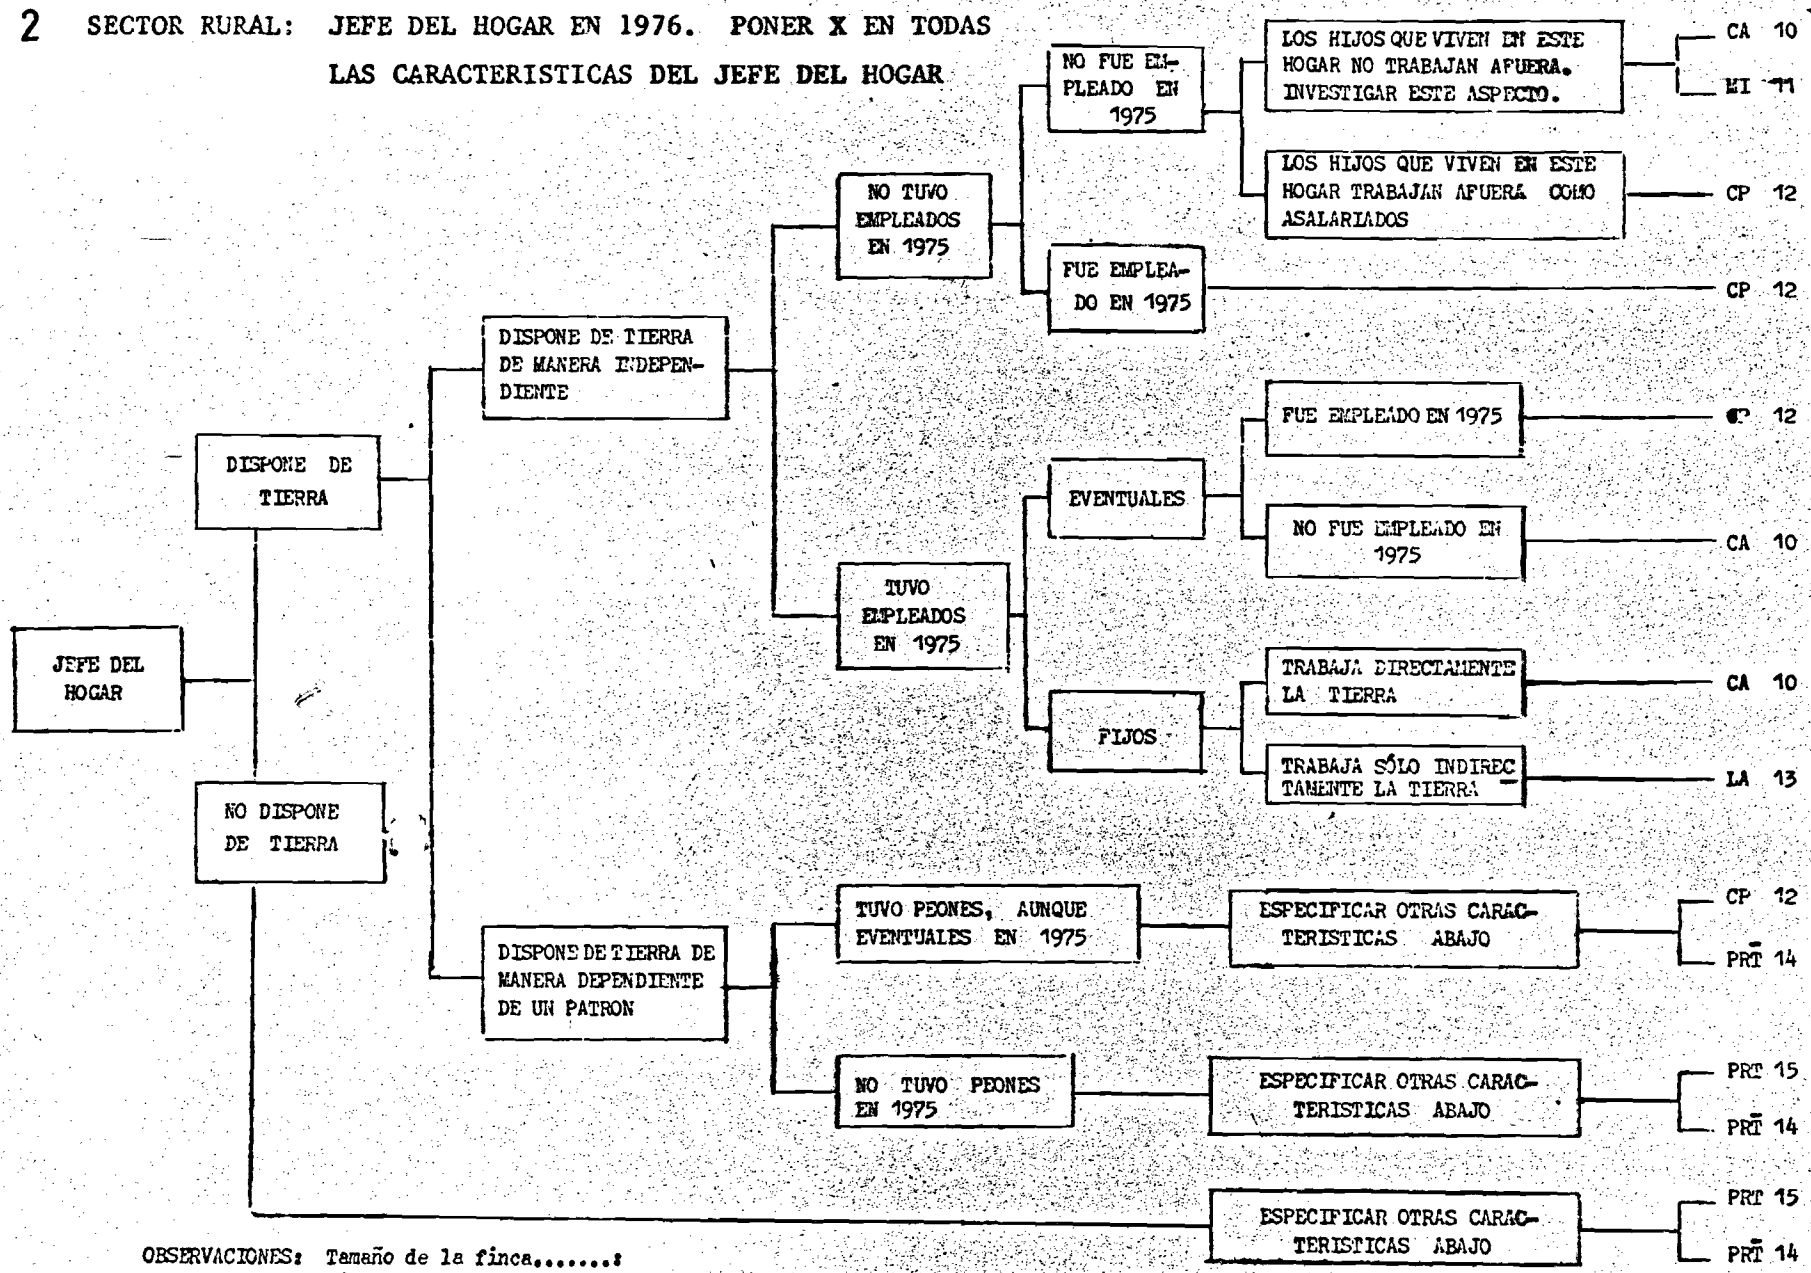 2 SECTOR RURAL: JEFE DEL HOGAR EN 1976. PONER X EN TODAS
LAS CARACTERISTICAS DEL JEFE DEL HOGAR
JEFE DEL
HOGAR
DISPONE DE
TIERRA
NO DISPONE
DE TIERRA
DISPONE DE TIERRA
DE MANERA INDEPEN-
DIENTE
DISPONE DE TIERRA DE
MANERA DEPENDIENTE
DE UN PATRON
NO TUVO
EMPLEADOS
EN 1975
TUVO
EMPLEADOS
EN 1975
TUVO PEONES, AUNQUE
EVENTUALES EN 1975
NO TUVO PEONES
EN 1975
NO FUE EM-
PLEADO EN
1975
FUE EMPLEA-
DO EN 1975
EVENTUALES
FIJOS
LOS HIJOS QUE VIVEN EN ESTE
HOGAR NO TRABAJAN AFUERA.
INVESTIGAR ESTE ASPECTO.
LOS HIJOS QUE VIVEN EN ESTE
HOGAR TRABAJAN AFUERA COMO
ASALARIADOS
FUE EMPLEADO EN 1975
NO FUE EMPLEADO EN
1975
TRABAJA DIRECTAMENTE
LA TIERRA
TRABAJA SÓLO INDIREC
TAMENTE LA TIERRA
ESPECIFICAR OTRAS CARAC-
TERISTICAS ABAJO
ESPECIFICAR OTRAS CARAC-
TERISTICAS ABAJO
ESPECIFICAR OTRAS CARAC-
TERISTICAS ABAJO
CA 10
MI 11
CP 12
CP 12
12
CA 10
CA 10
LA 13
CP 12
PRT̄ 14
PRT 15
PRT̄ 14
PRT 15
PRT̄ 14
OBSERVACIONES: Tamaño de la finca.......: